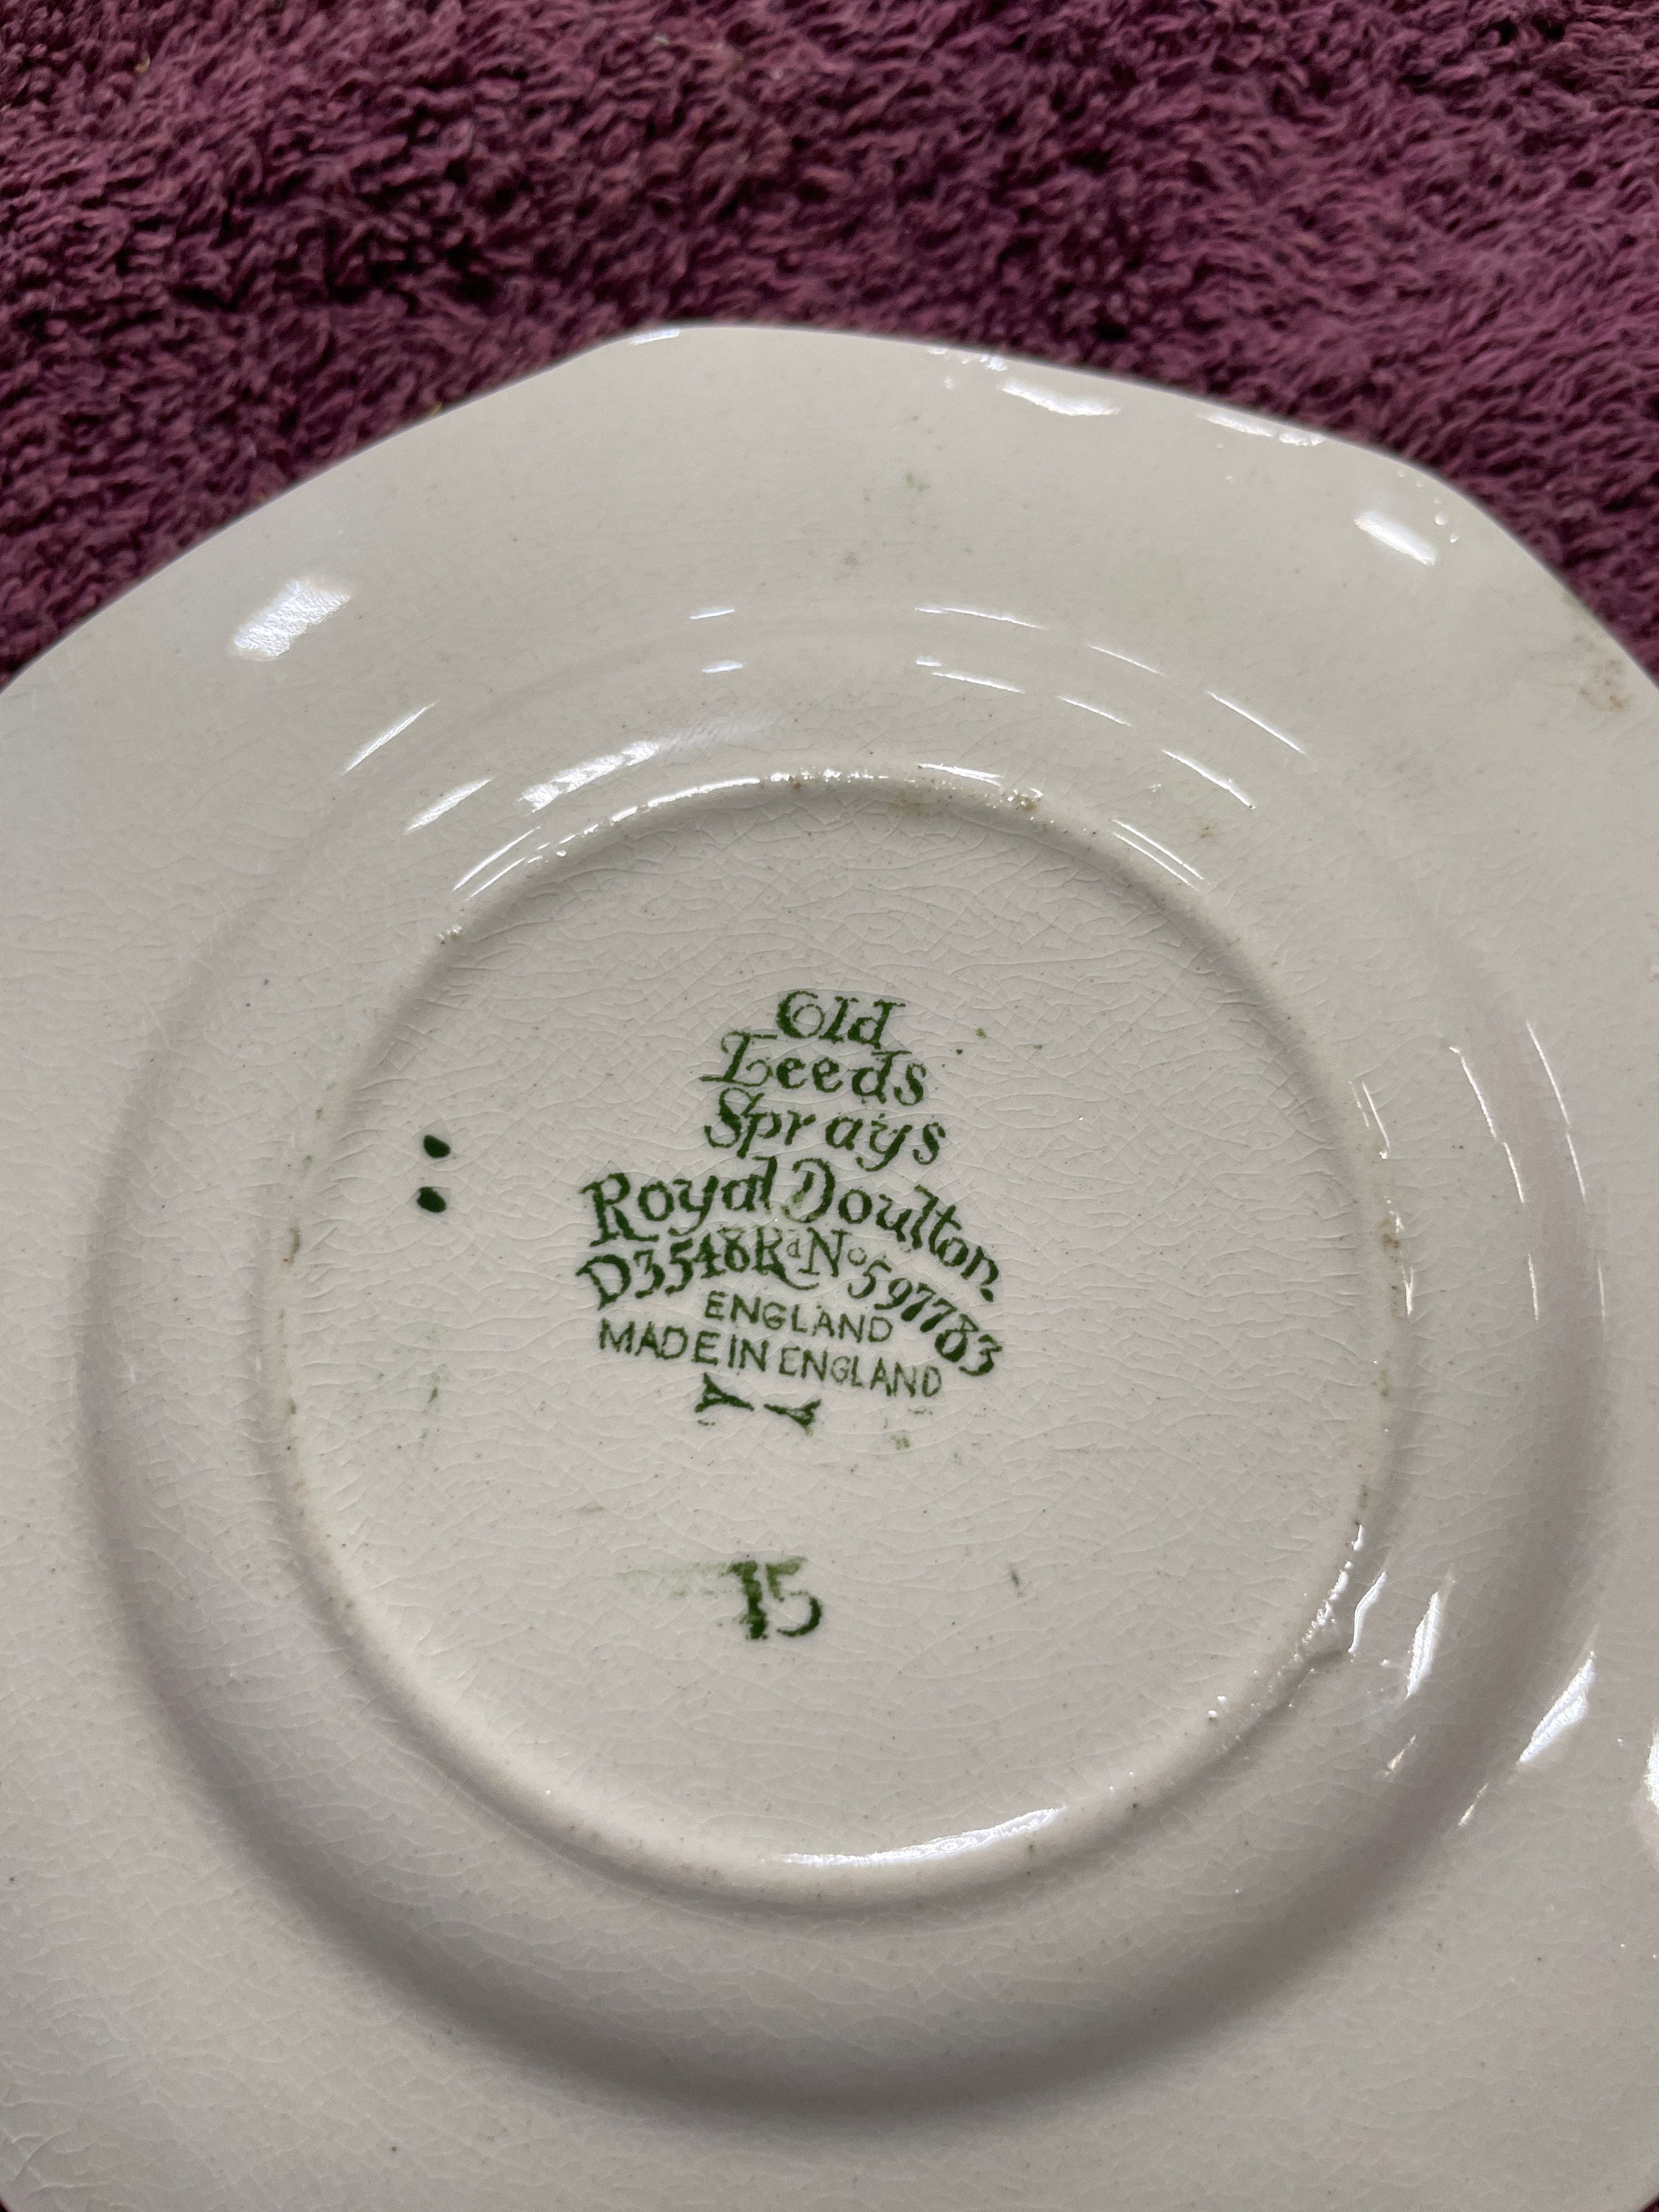 Old
Leeds
Sprays
Royal Doulton
D3548 Rd No 597783
ENGLAND
MADE IN ENGLAND
15